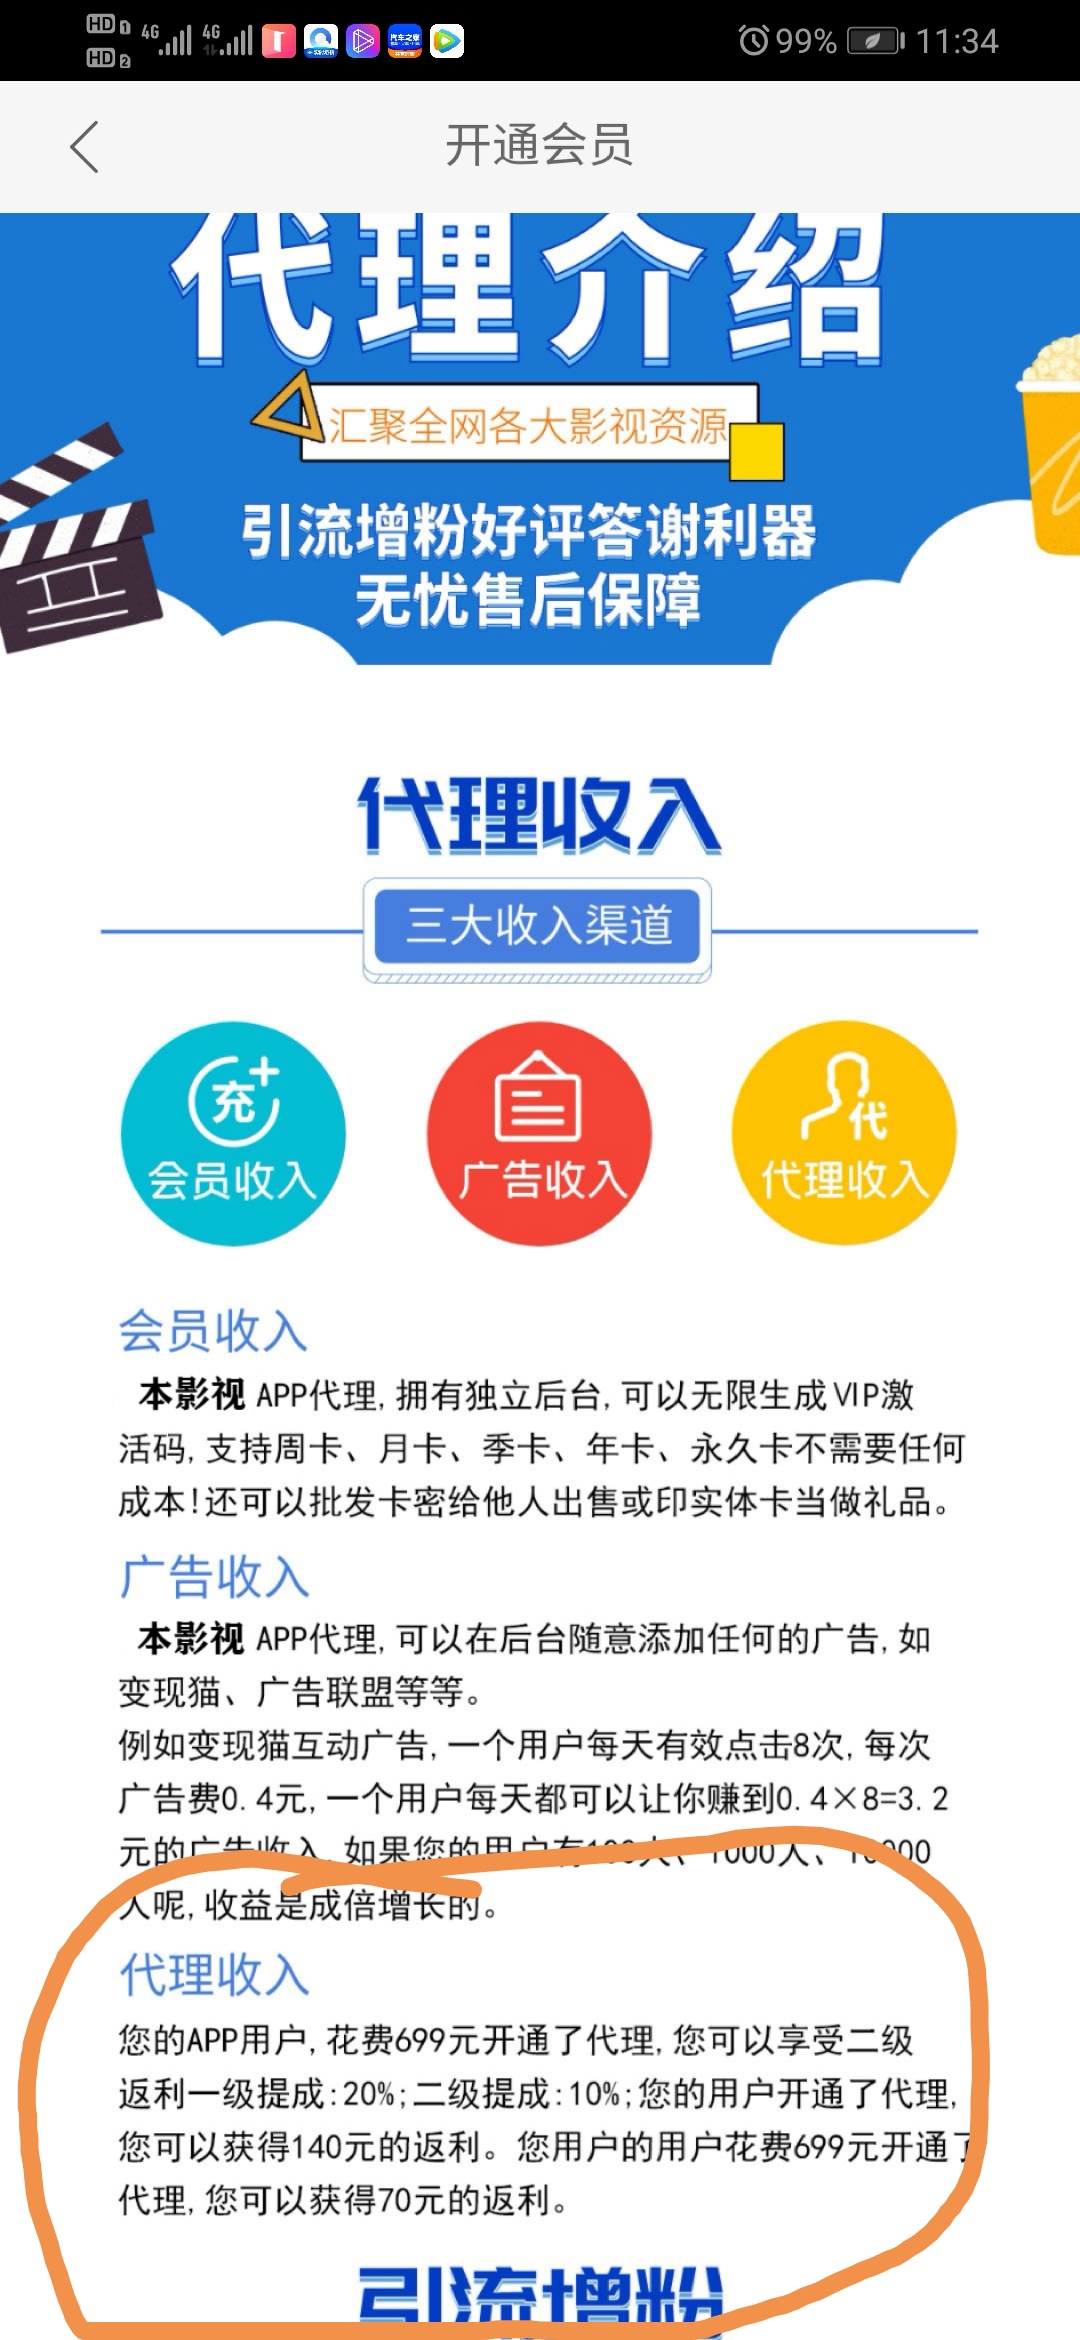 HD 1 4G 4G 99% 11:34
HD 2
开通会员
代理介绍
汇聚全网各大影视资源
引流增粉好评答谢利器
无忧售后保障
代理收入
三大收入渠道
充 代
会员收入 广告收入 代理收入
会员收入
本影视 APP代理,拥有独立后台,可以无限生成VIP激
活码,支持周卡、月卡、季卡、年卡、永久卡不需要任何
成本!还可以批发卡密给他人出售或印实体卡当做礼品。
广告收入
本影视 APP代理,可以在后台随意添加任何的广告,如
变现猫、广告联盟等等。
例如变现猫互动广告,一个用户每天有效点击8次,每次
广告费0.4元,一个用户每天都可以让你赚到0.4×8=3.2
元的广告收入,如果您的用户有100人、1000人、10000
人呢,收益是成倍增长的。
代理收入
您的APP用户,花费699元开通了代理,您可以享受二级
返利一级提成:20%;二级提成:10%;您的用户开通了代理,
您可以获得140元的返利。您用户的用户花费699元开通了
代理,您可以获得70元的返利。
引流增粉